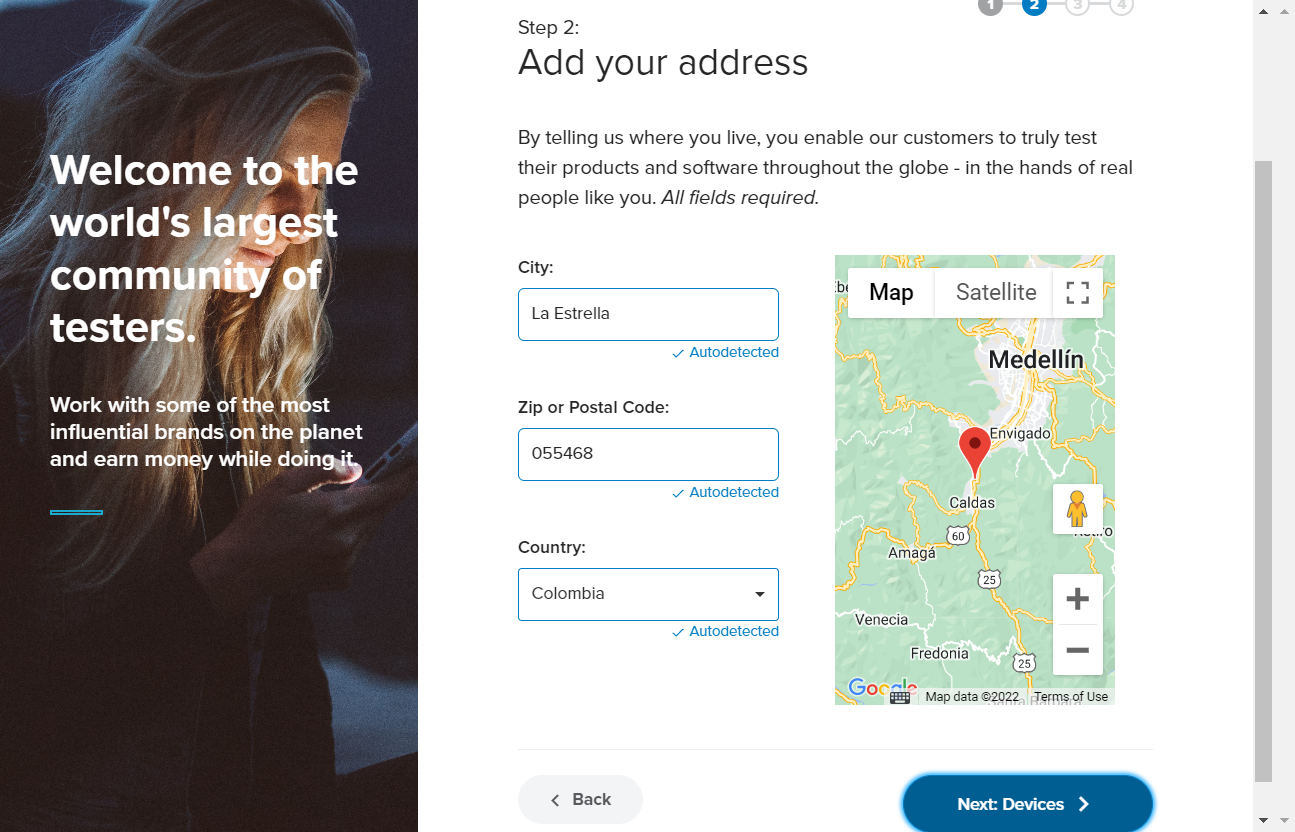 1 2 3 4
Step 2:
Add your address
Welcome to the
world's largest
community of
testers.
Work with some of the most
influential brands on the planet
and earn money while doing it.
By telling us where you live, you enable our customers to truly test
their products and software throughout the globe - in the hands of real
people like you. All fields required.
City:
La Estrella
Autodetected
Zip or Postal Code:
055468
Autodetected
Country:
Colombia
Autodetected
Map Satellite
Medellín
Envigado
Caldas
60
Amagá
25
Venecia
Fredonia
25
Google
Map data ©2022 Terms of Use
Back
Next: Devices